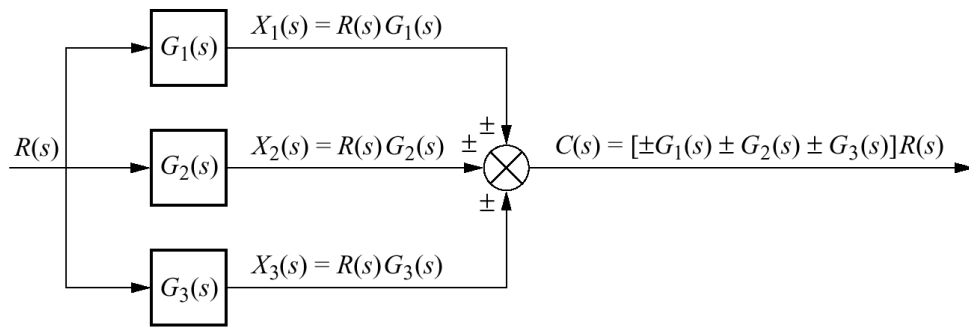 X₁(s) = R(s)G₁(s)
G₁(s)
±
R(s)
X₂(s) = R(s)G₂(s)
±
C(s) = [±G₁(s) ± G₂(s) ± G₃(s)]R(s)
G₂(s)
±
X₃(s) = R(s)G₃(s)
G₃(s)